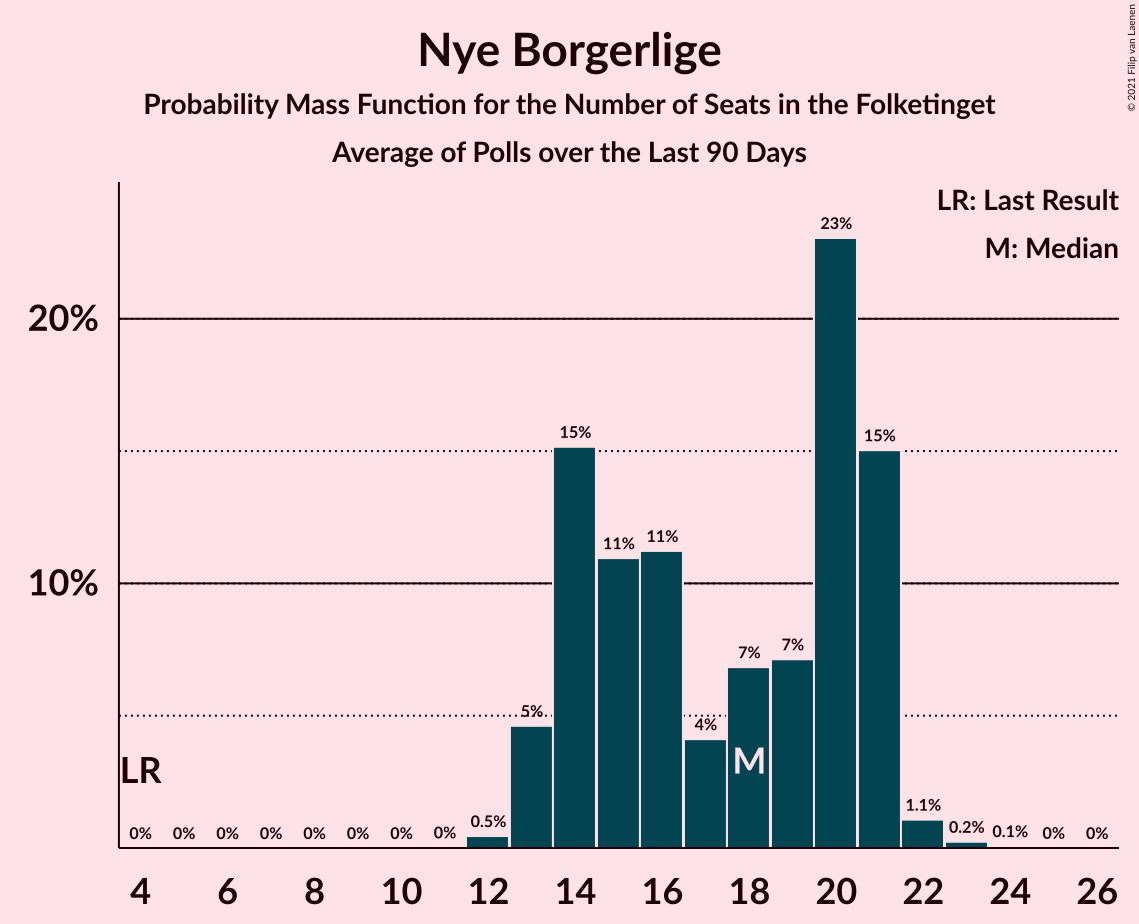 Nye Borgerlige
Probability Mass Function for the Number of Seats in the Folketinget
Average of Polls over the Last 90 Days
© 2021 Filip van Laenen
LR: Last Result
M: Median
23%
20%
15%
15%
11%
11%
10%
7%
7%
5%
4%
M
LR
1.1%
0.5%
0.2%
0.1%
0%
0%
0%
0%
0%
0%
0%
0%
0%
0%
4 6 8 10 12 14 16 18 20 22 24 26